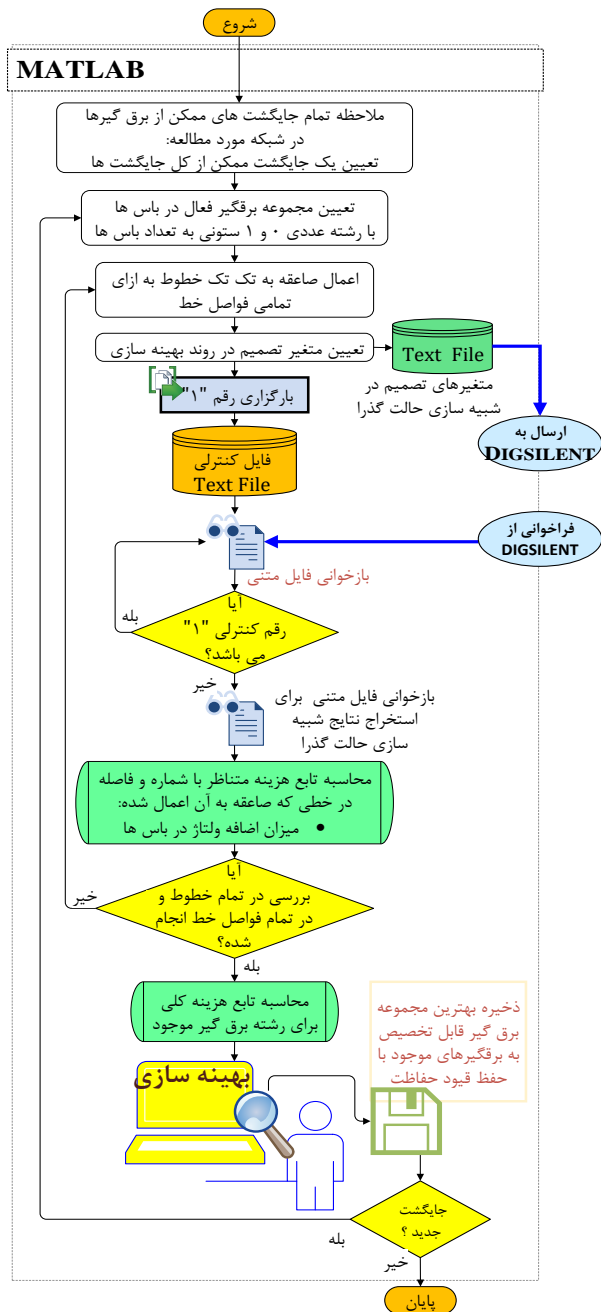 شروع
MATLAB
ملاحظه تمام جایگشت های ممکن از برق گیرها
در شبکه مورد مطالعه:
تعیین یک جایگشت ممکن از کل جایگشت ها
تعیین مجموعه برقگیر فعال در باس ها
با رشته عددی ۰ و ۱ ستونی به تعداد باس ها
اعمال صاعقه به تک تک خطوط به ازای
تمامی فواصل خط
تعیین متغیر تصمیم در روند بهینه سازی
Text File
متغیرهای تصمیم در
شبیه سازی حالت گذرا
ارسال به
DIGSILENT
بارگزاری رقم "۱"
فایل کنترلی
Text File
فراخوانی از
DIGSILENT
بازخوانی فایل متنی
آیا
رقم کنترلی "۱"
می باشد؟
بله
خیر
بازخوانی فایل متنی برای
استخراج نتایج شبیه
سازی حالت گذرا
محاسبه تابع هزینه متناظر با شماره و فاصله
در خطی که صاعقه به آن اعمال شده:
• میزان اضافه ولتاژ در باس ها
آیا
بررسی در تمام خطوط و
در تمام فواصل خط انجام
شده؟
خیر
بله
محاسبه تابع هزینه کلی
برای رشته برق گیر موجود
ذخیره بهترین مجموعه
برق گیر قابل تخصیص
به برقگیرهای موجود با
حفظ قیود حفاظت
بهینه سازی
جایگشت
جدید ؟
بله
خیر
پایان